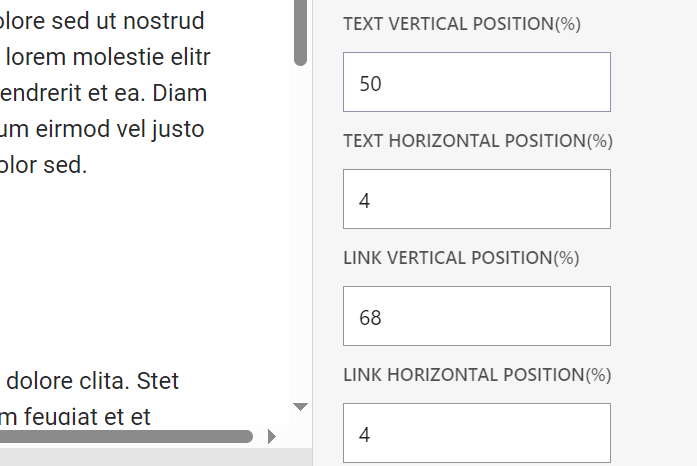 olore sed ut nostrud
lorem molestie elitr
endrerit et ea. Diam
um eirmod vel justo
olor sed.
dolore clita. Stet
m feugiat et et
TEXT VERTICAL POSITION(%)
50
TEXT HORIZONTAL POSITION(%)
4
LINK VERTICAL POSITION(%)
68
LINK HORIZONTAL POSITION(%)
4